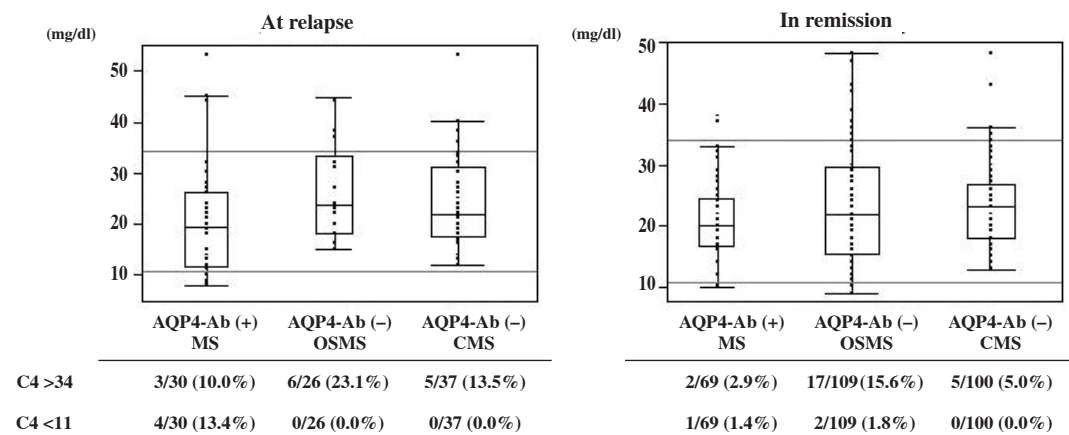 At relapse
(mg/dl)
50
40
30
20
10
AQP4-Ab (+) AQP4-Ab (−) AQP4-Ab (−)
MS OSMS CMS
C4 >34 3/30 (10.0%) 6/26 (23.1%) 5/37 (13.5%)
C4 <11 4/30 (13.4%) 0/26 (0.0%) 0/37 (0.0%)
In remission
(mg/dl)
50
40
30
20
10
AQP4-Ab (+) AQP4-Ab (−) AQP4-Ab (−)
MS OSMS CMS
2/69 (2.9%) 17/109 (15.6%) 5/100 (5.0%)
1/69 (1.4%) 2/109 (1.8%) 0/100 (0.0%)